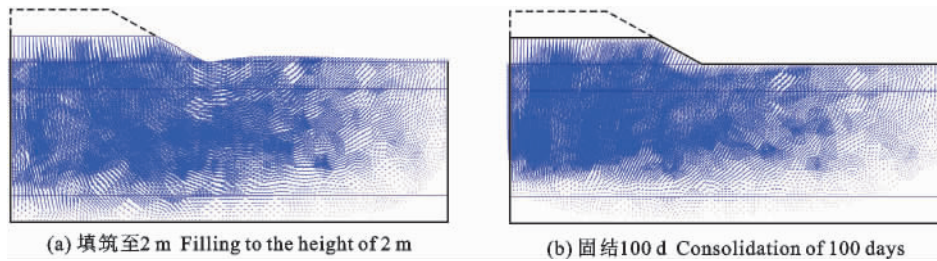 (a) 填筑至2 m Filling to the height of 2 m
(b) 固结100 d Consolidation of 100 days